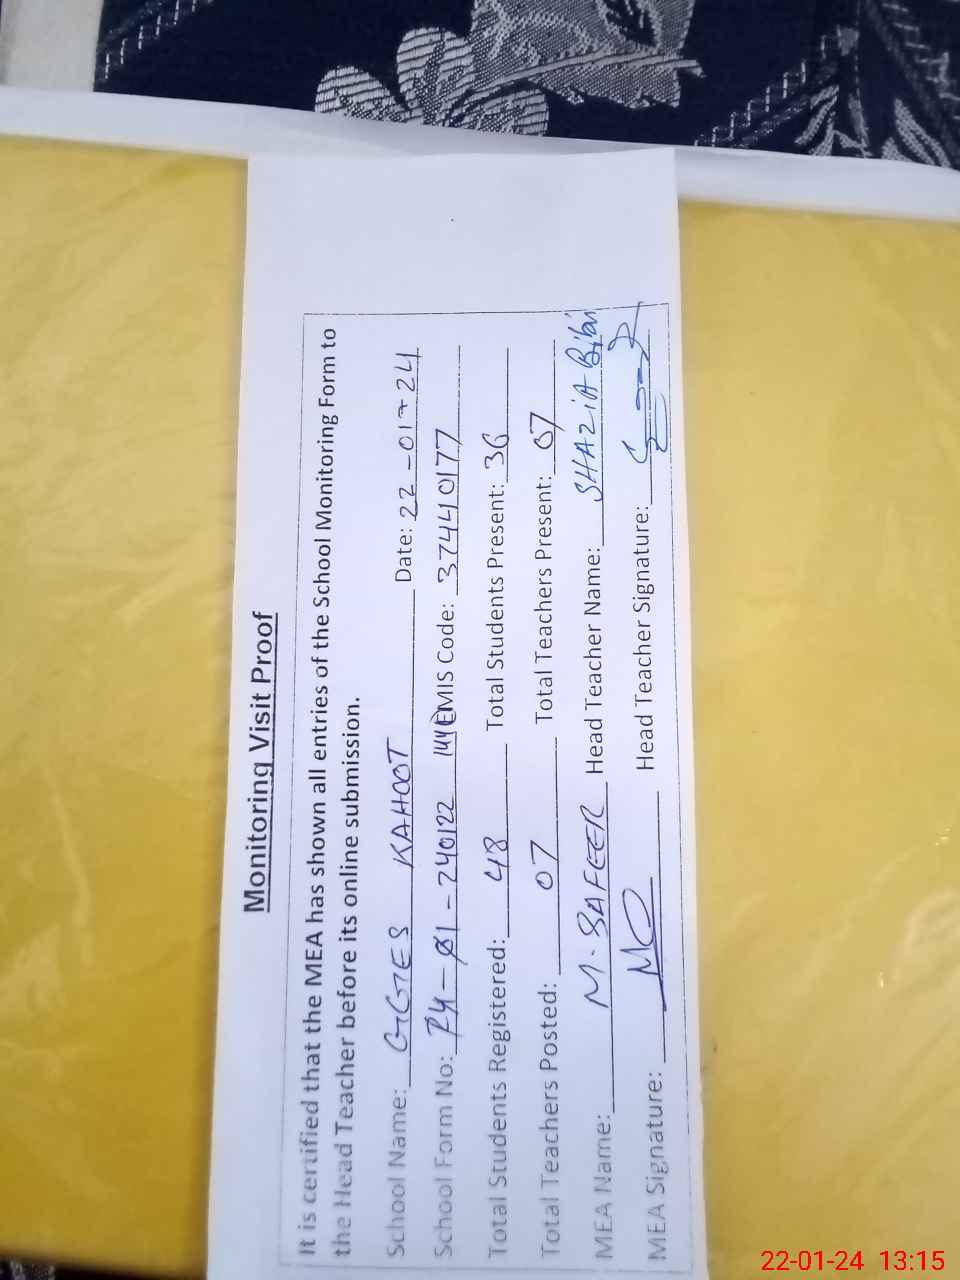 Monitoring Visit Proof
It is certified that the MEA has shown all entries of the School Monitoring Form to
the Head Teacher before its online submission.
School Name: GGES KAHOOT Date: 22-01-24
School Form No: 74-01-240122 144 EMIS Code: 37440177
Total Students Registered: 48 Total Students Present: 36
Total Teachers Posted: 07 Total Teachers Present: 07
MEA Name: M. SAFEER Head Teacher Name: SHAZIA Bibi
MEA Signature: Head Teacher Signature:
22-01-24 13:15